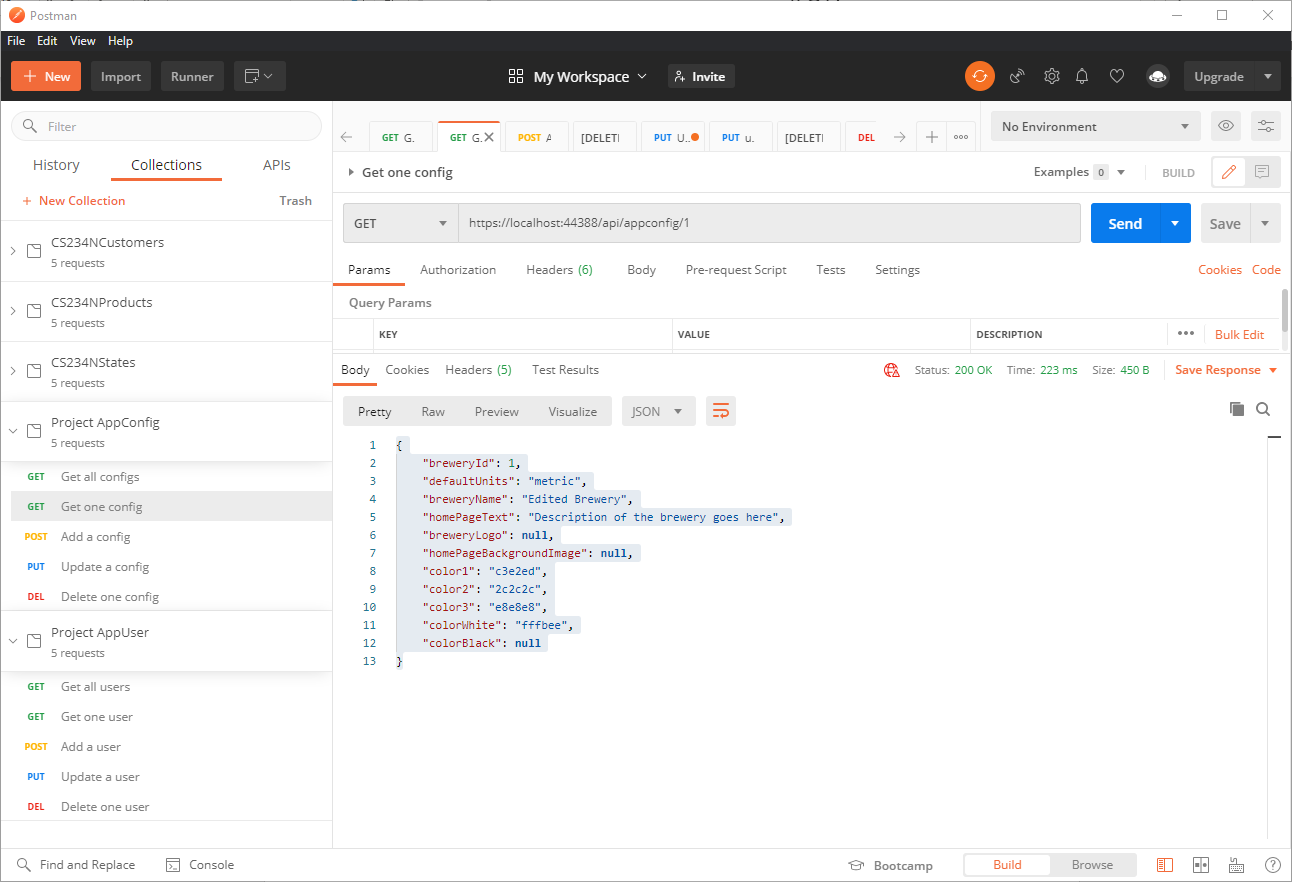 Postman
File Edit View Help
New Import Runner My Workspace Invite Upgrade
Filter
History Collections APIs
+ New Collection Trash
CS234NCustomers
5 requests
CS234NProducts
5 requests
CS234NStates
5 requests
Project AppConfig
5 requests
GET Get all configs
GET Get one config
POST Add a config
PUT Update a config
DEL Delete one config
Project AppUser
5 requests
GET Get all users
GET Get one user
POST Add a user
PUT Update a user
DEL Delete one user
GET G. GET G. POST A [DELETI PUT U.. PUT u. [DELETI DEL No Environment
Get one config Examples 0 BUILD
GET https://localhost:44388/api/appconfig/1 Send Save
Params Authorization Headers (6) Body Pre-request Script Tests Settings Cookies Code
Query Params
KEY VALUE DESCRIPTION Bulk Edit
Body Cookies Headers (5) Test Results Status: 200 OK Time: 223 ms Size: 450 B Save Response
Pretty Raw Preview Visualize JSON
1 {
2 "breweryId": 1,
3 "defaultUnits": "metric",
4 "breweryName": "Edited Brewery",
5 "homePageText": "Description of the brewery goes here",
6 "breweryLogo": null,
7 "homePageBackgroundImage": null,
8 "color1": "c3e2ed",
9 "color2": "2c2c2c",
10 "color3": "e8e8e8",
11 "colorWhite": "fffbee",
12 "colorBlack": null
13 }
Find and Replace Console Bootcamp Build Browse